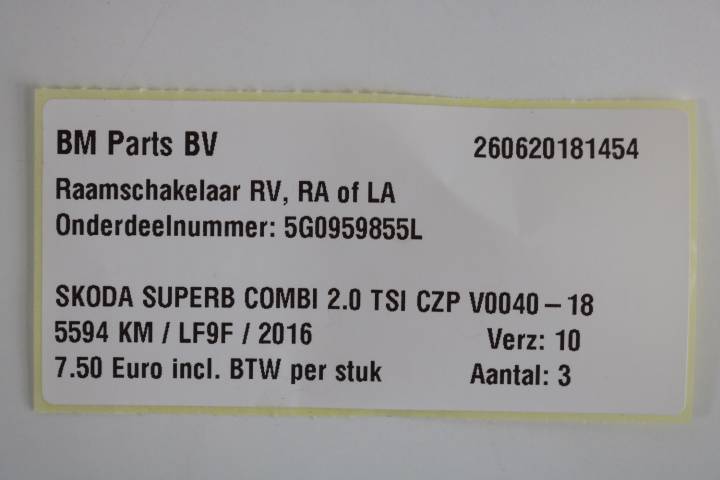 BM Parts BV 260620181454
Raamschakelaar RV, RA of LA
Onderdeelnummer: 5G0959855L
SKODA SUPERB COMBI 2.0 TSI CZP V0040-18
5594 KM / LF9F / 2016 Verz: 10
7.50 Euro incl. BTW per stuk Aantal: 3